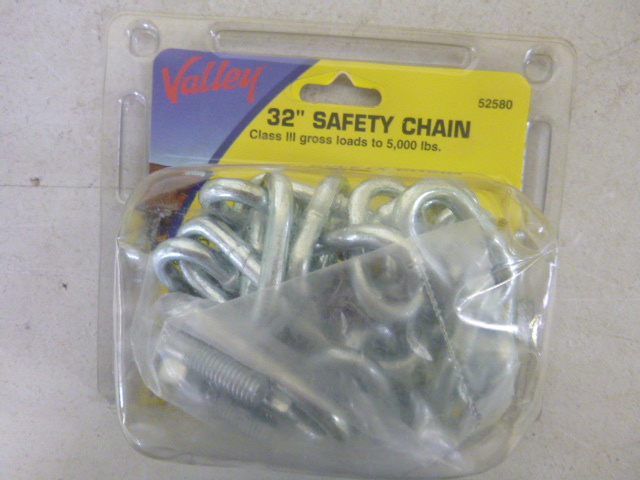 Valley
52580
32" SAFETY CHAIN
Class III gross loads to 5,000 lbs.